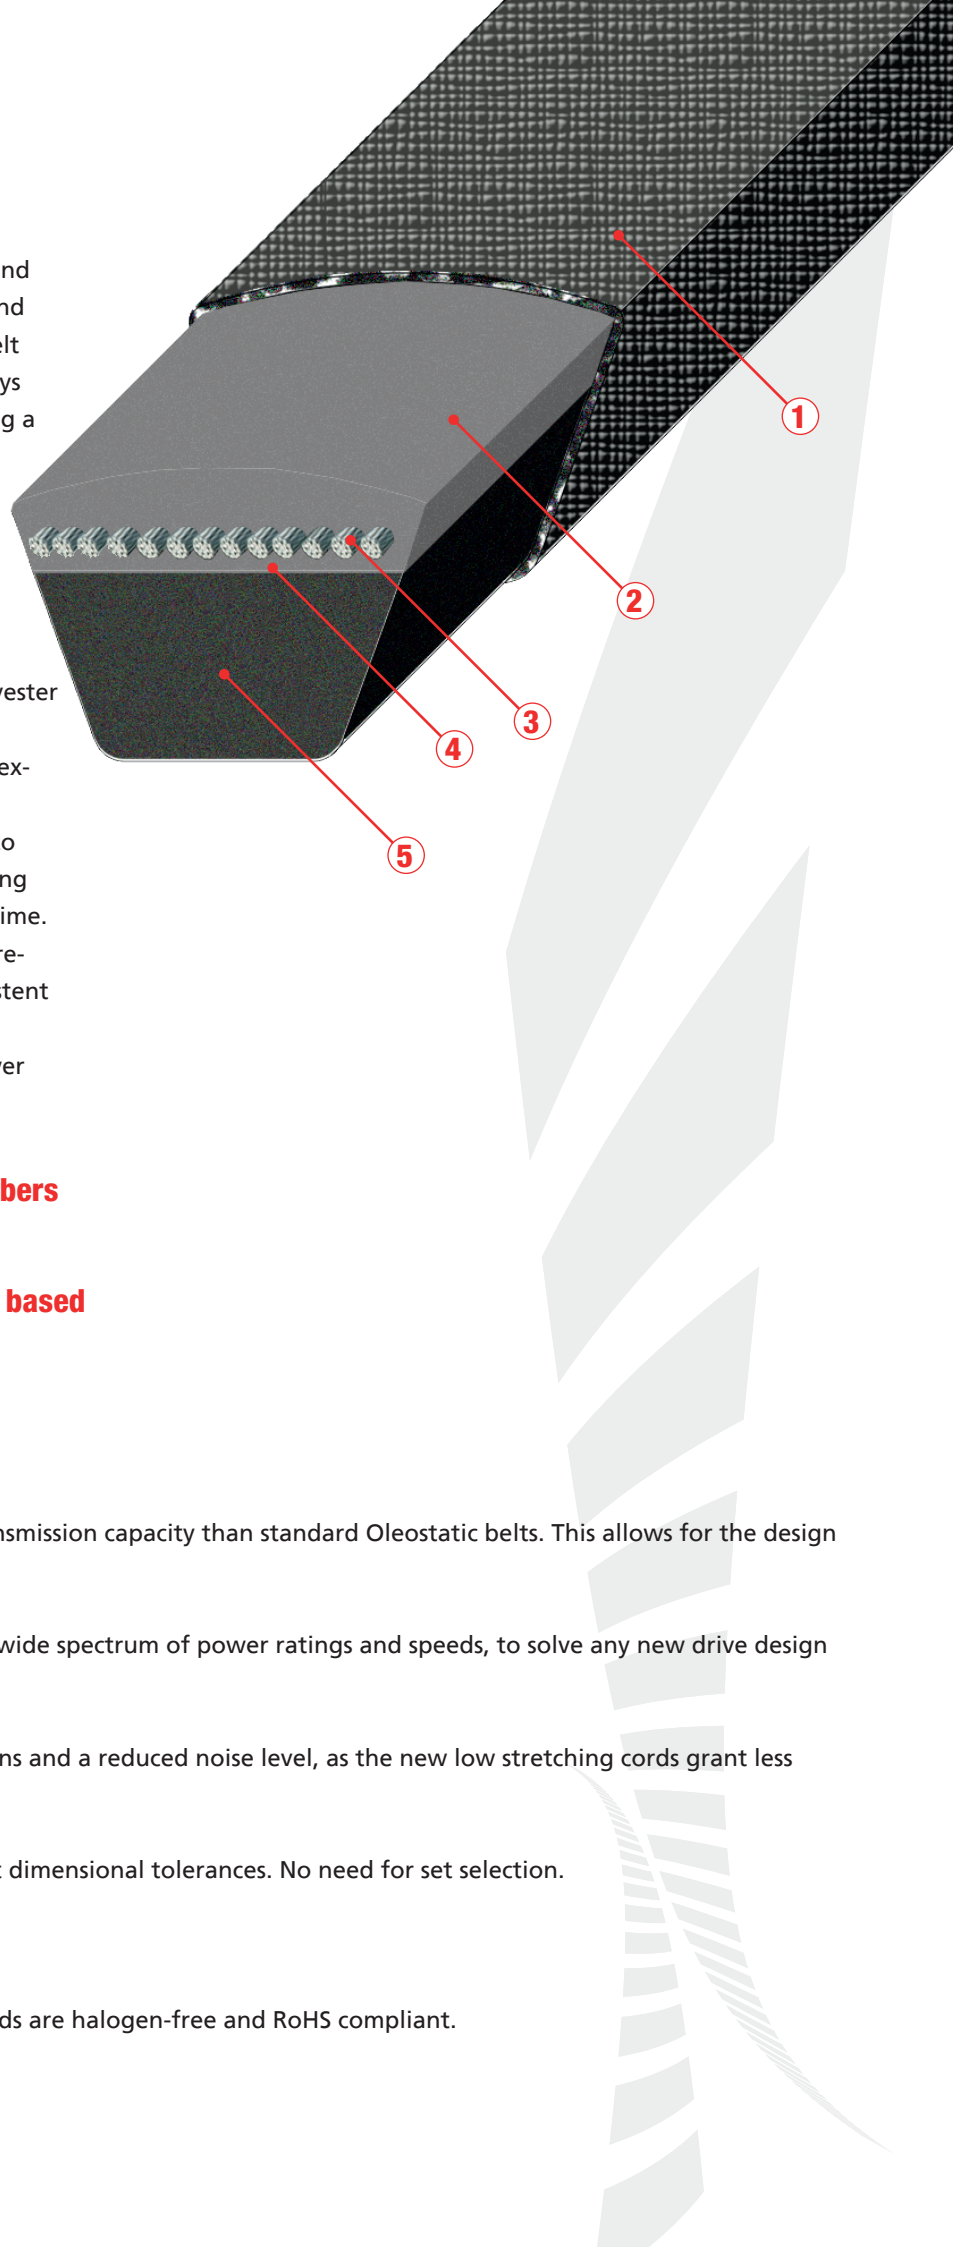 nd
nd
elt
ys
g a
1
2
yester
3
4
ex-
o
5
ng
ime.
re-
stent
ver
bers
based
nsmission capacity than standard Oleostatic belts. This allows for the design
wide spectrum of power ratings and speeds, to solve any new drive design
ns and a reduced noise level, as the new low stretching cords grant less
t dimensional tolerances. No need for set selection.
ds are halogen-free and RoHS compliant.